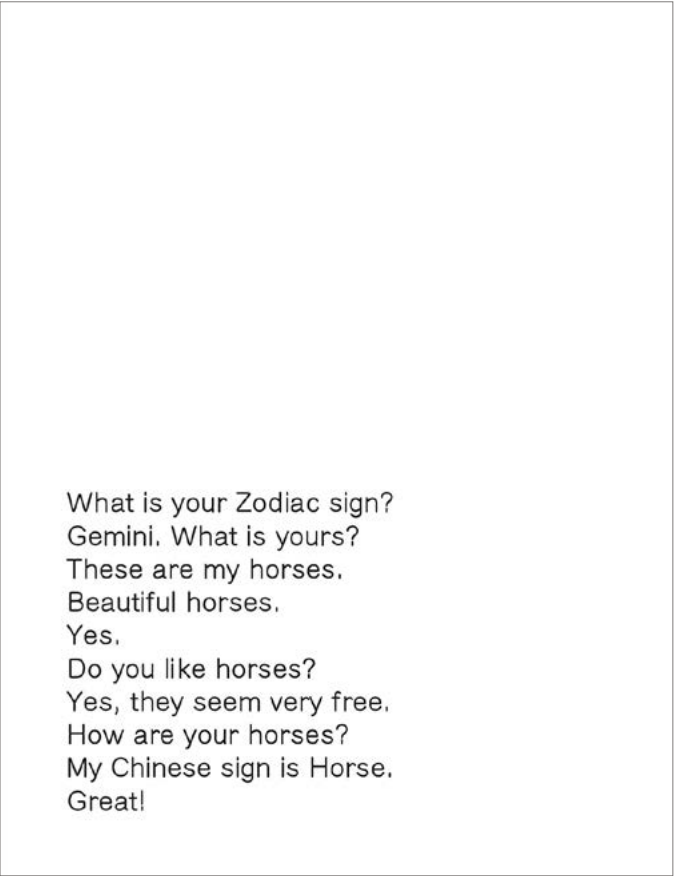 What is your Zodiac sign?
Gemini. What is yours?
These are my horses.
Beautiful horses.
Yes.
Do you like horses?
Yes, they seem very free.
How are your horses?
My Chinese sign is Horse.
Great!